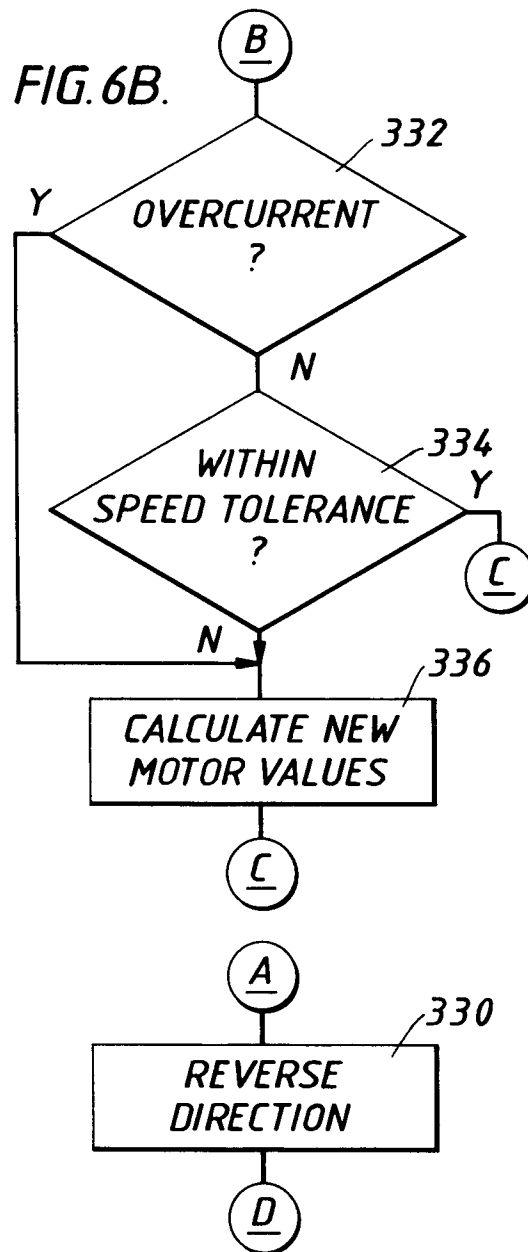 B
FIG. 6B.
332
Y
OVERCURRENT
?
N
334
WITHIN
SPEED TOLERANCE
?
Y
C
N
336
CALCULATE NEW
MOTOR VALUES
C
A
330
REVERSE
DIRECTION
D